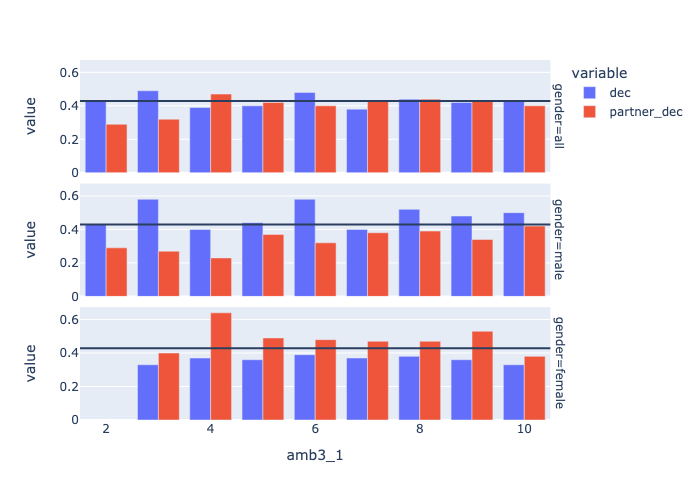 variable
dec
partner_dec
value
0.6
0.4
0.2
0
gender=all
value
0.6
0.4
0.2
0
gender=male
value
0.6
0.4
0.2
0
gender=female
2 4 6 8 10
amb3_1